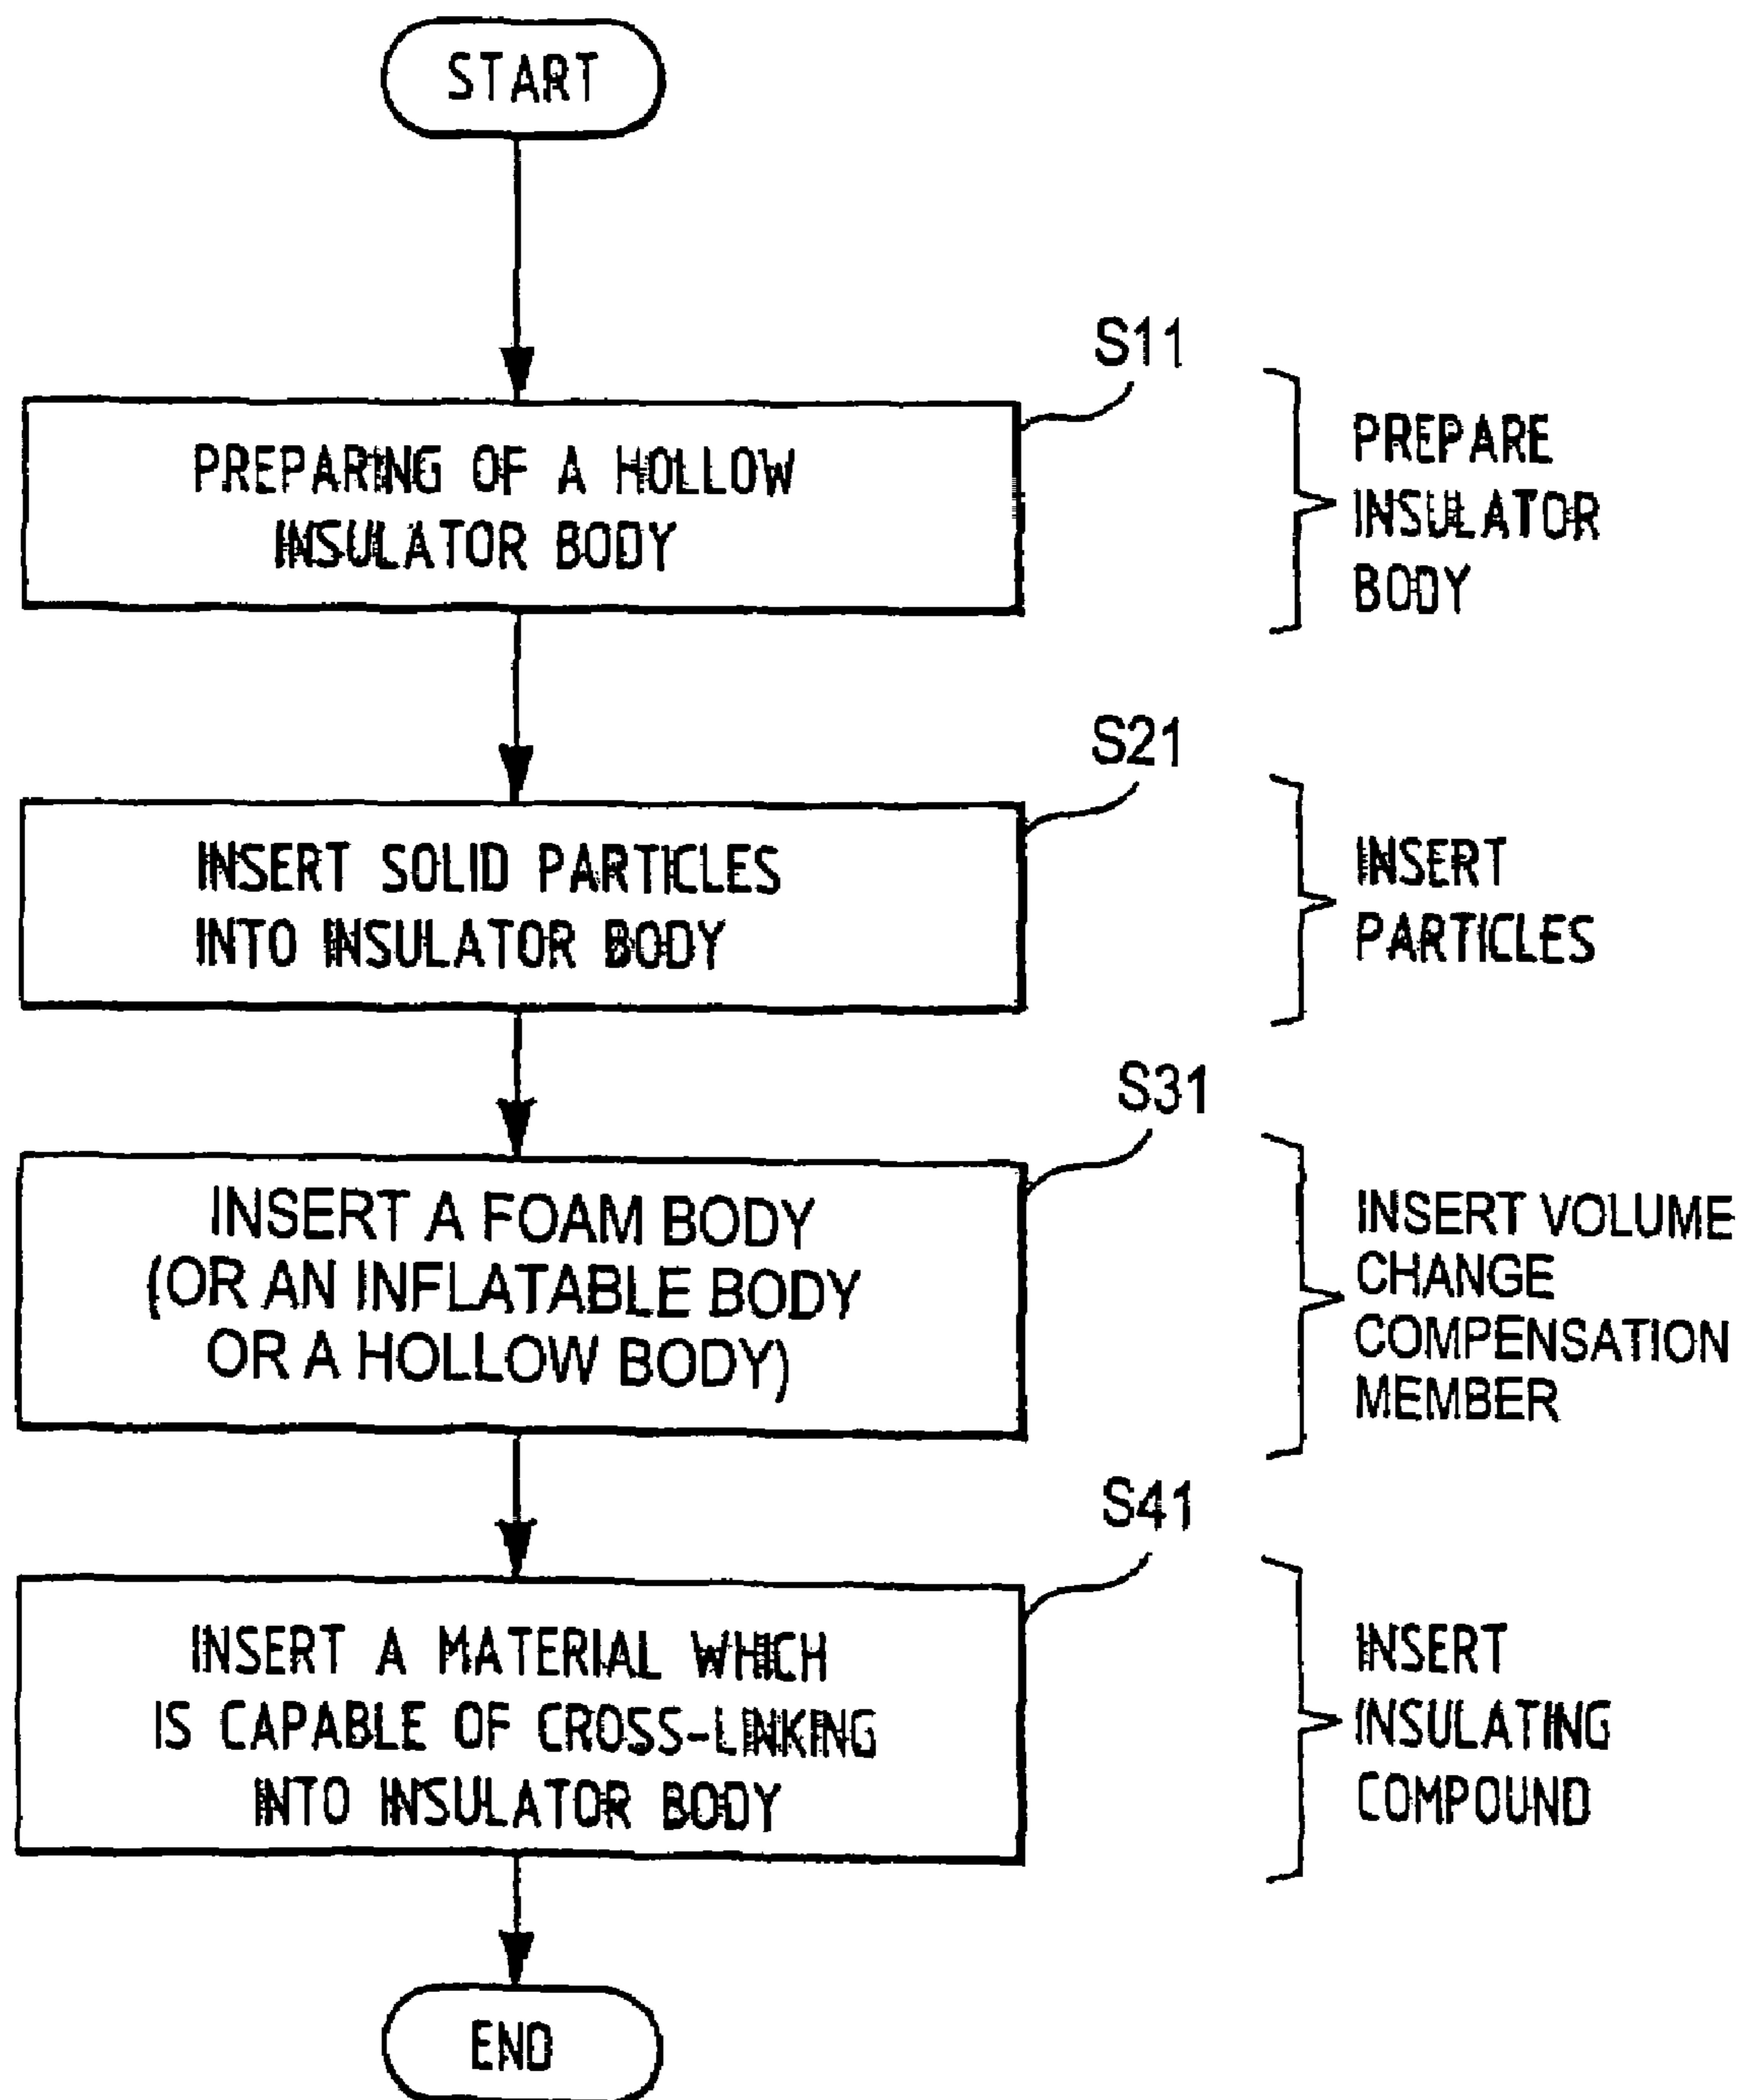 START
S11
PREPARING OF A HOLLOW
INSULATOR BODY
PREPARE
INSULATOR
BODY
S21
INSERT SOLID PARTICLES
INTO INSULATOR BODY
INSERT
PARTICLES
S31
INSERT A FOAM BODY
(OR AN INFLATABLE BODY
OR A HOLLOW BODY)
INSERT VOLUME
CHANGE
COMPENSATION
MEMBER
S41
INSERT A MATERIAL WHICH
IS CAPABLE OF CROSS-LINKING
INTO INSULATOR BODY
INSERT
INSULATING
COMPOUND
END